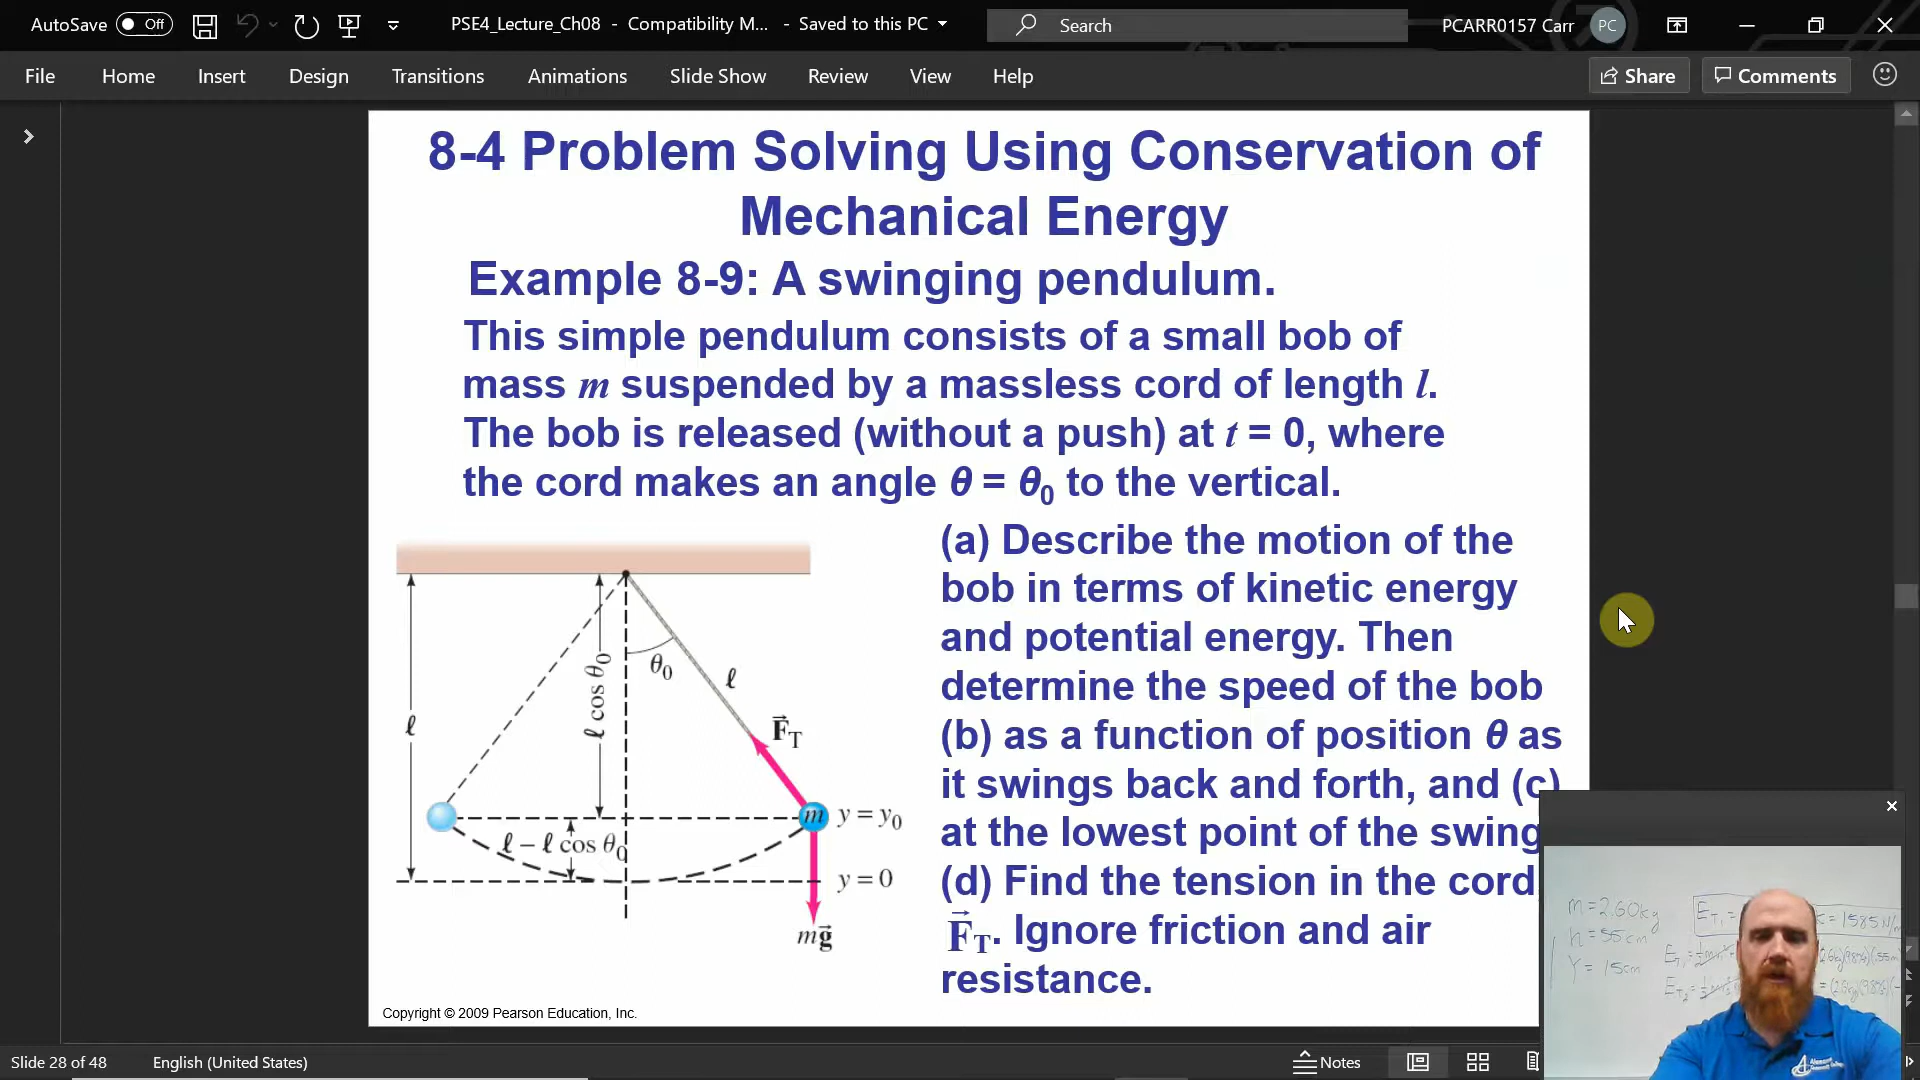 AutoSave Off
PSE4_Lecture_Ch08 - Compatibility M... - Saved to this PC
Search
PCARR0157 Carr PC
File Home Insert Design Transitions Animations Slide Show Review View Help
Share Comments
8-4 Problem Solving Using Conservation of
Mechanical Energy
Example 8-9: A swinging pendulum.
This simple pendulum consists of a small bob of
mass m suspended by a massless cord of length l.
The bob is released (without a push) at t = 0, where
the cord makes an angle θ = θ0 to the vertical.
(a) Describe the motion of the
bob in terms of kinetic energy
and potential energy. Then
determine the speed of the bob
(b) as a function of position θ as
it swings back and forth, and (c)
at the lowest point of the swing
(d) Find the tension in the cord
F⃗T. Ignore friction and air
resistance.
θ0
ℓ
ℓ cos θ0
F⃗T
ℓ
m y = y0
ℓ – ℓ cos θ0
y = 0
mg⃗
Copyright © 2009 Pearson Education, Inc.
m=2.60kg
h=55cm
Y=15cm
=1585N/
Slide 28 of 48 English (United States)
Notes